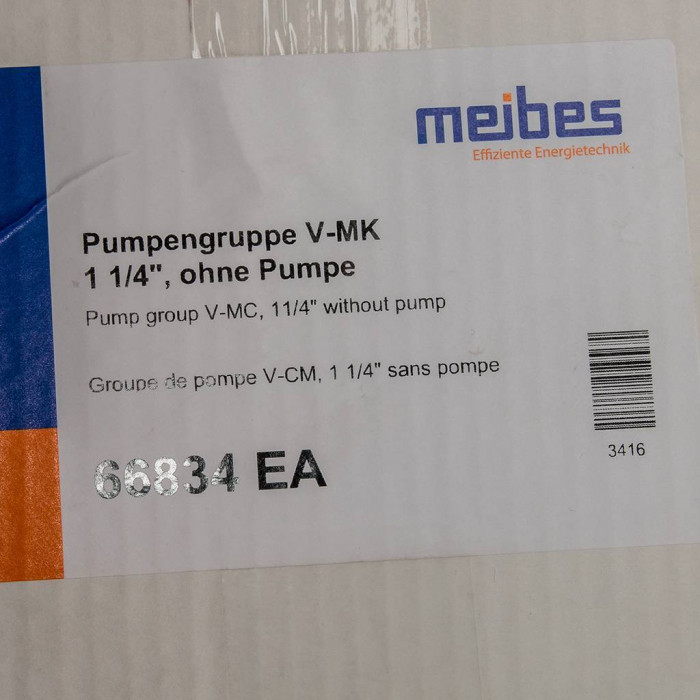 meibes
Effiziente Energietechnik
Pumpengruppe V-MK
1 1/4", ohne Pumpe
Pump group V-MC, 11/4" without pump
Groupe de pompe V-CM, 1 1/4" sans pompe
66834 EA
3416